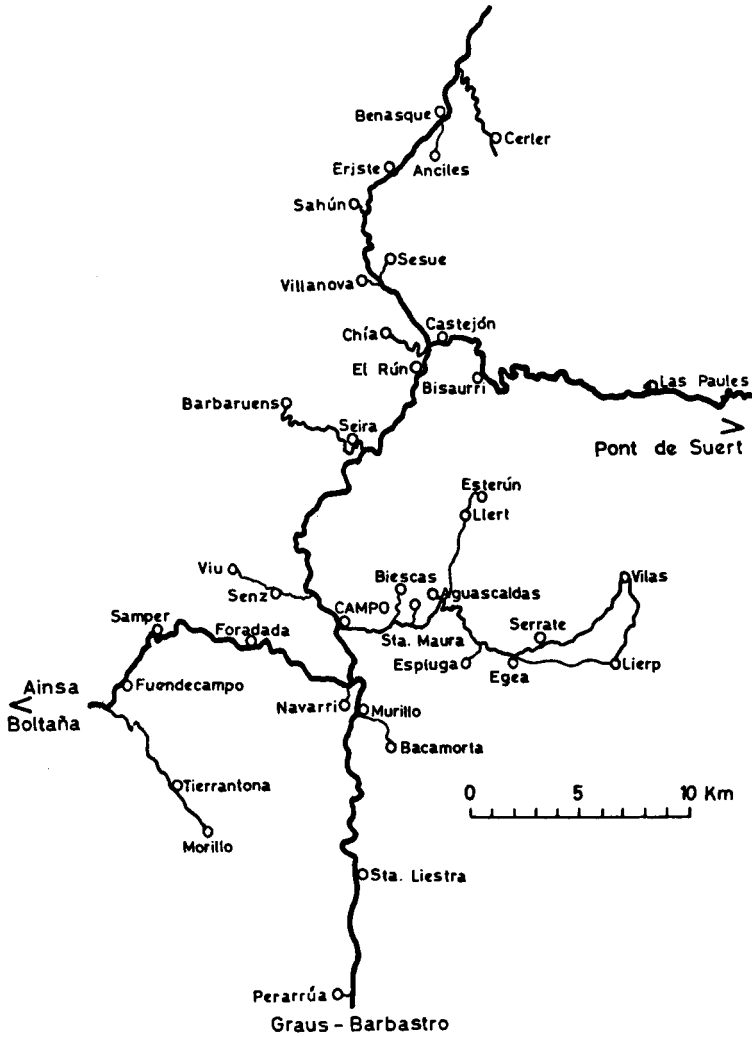 Benasque
Cerler
Anciles
Eriste
Sahún
Sesue
Villanova
Castejón
Chía
El Rún
Bisaurri
Las Paules
Barbaruens
Seira
>
Pont de Suert
Esterún
Llert
Viu
Biescas
Aguascaldas
Vilas
Senz
CAMPO
Samper
Foradada
Sta. Maura
Serrate
Espluga
Egea
Lierp
Ainsa
Fuendecampo
<
Boltaña
Navarri
Murillo
Bacamorta
Tierrantona
0 5 10 Km
Morillo
Sta. Liestra
Perarrúa
Graus - Barbastro